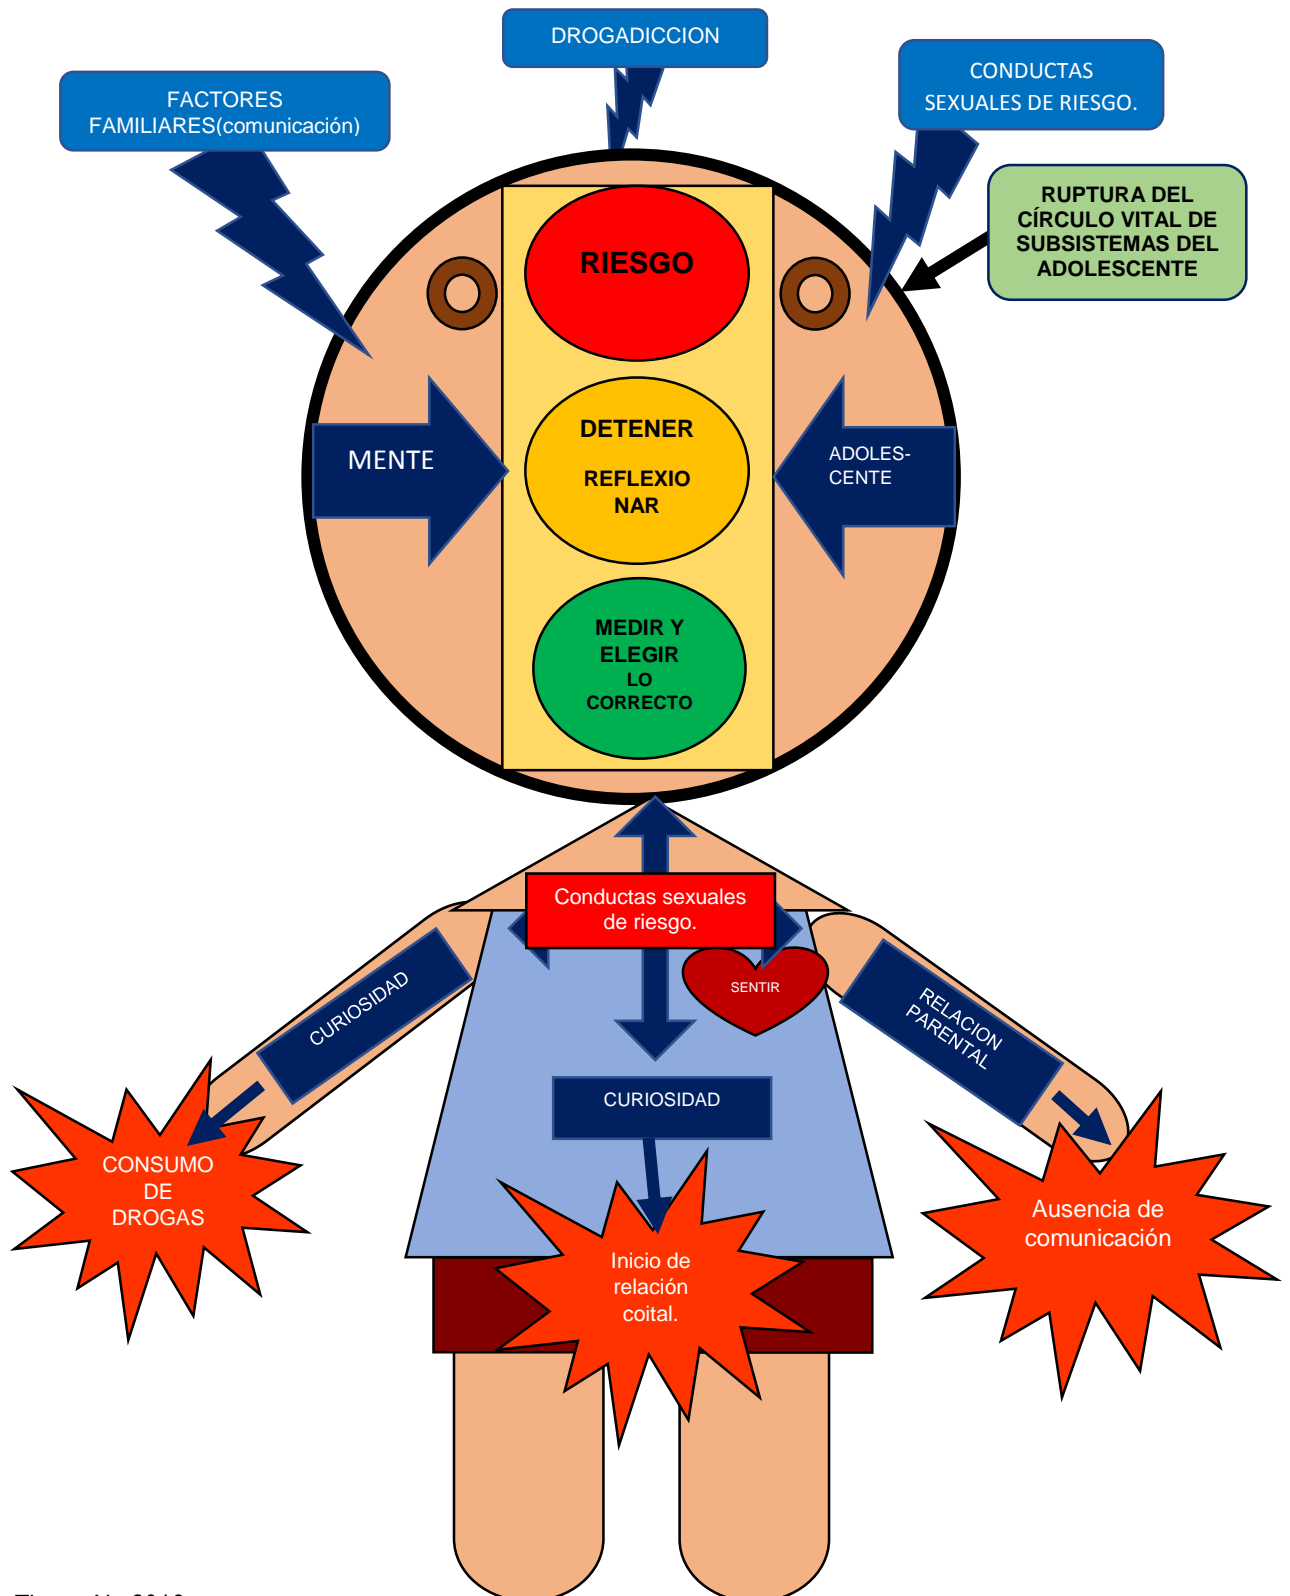 DROGADICCION
FACTORES
FAMILIARES(comunicación)
CONDUCTAS
SEXUALES DE RIESGO.
RUPTURA DEL
CÍRCULO VITAL DE
SUBSISTEMAS DEL
ADOLESCENTE
RIESGO
MENTE
DETENER
REFLEXIO
NAR
ADOLES-
CENTE
MEDIR Y
ELEGIR
LO
CORRECTO
Conductas sexuales
de riesgo.
SENTIR
CURIOSIDAD
RELACION
PARENTAL
CURIOSIDAD
CONSUMO
DE
DROGAS
Ausencia de
comunicación
Inicio de
relación
coital.